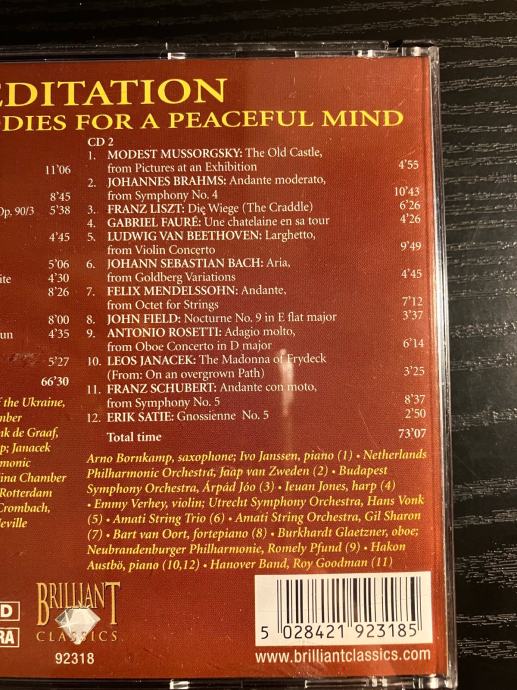 EDITATION
DIES FOR A PEACEFUL MIND
11'06
8'45
Op. 90/3 5'38
4'45
5'06
ite 4'30
8'26
8'00
un 4'35
5'27
66'30
f the Ukraine,
mber
nk de Graaf,
p; Janacek
rmonic
ina Chamber
Rotterdam
Crombach,
eville
CD 2
1. MODEST MUSSORGSKY: The Old Castle,
from Pictures at an Exhibition 4'55
2. JOHANNES BRAHMS: Andante moderato,
from Symphony No. 4 10'43
3. FRANZ LISZT: Die Wiege (The Craddle) 6'26
4. GABRIEL FAURÉ: Une chatelaine en sa tour 4'26
5. LUDWIG VAN BEETHOVEN: Larghetto,
from Violin Concerto 9'49
6. JOHANN SEBASTIAN BACH: Aria,
from Goldberg Variations 4'45
7. FELIX MENDELSSOHN: Andante,
from Octet for Strings 7'12
8. JOHN FIELD: Nocturne No. 9 in E flat major 3'37
9. ANTONIO ROSETTI: Adagio molto,
from Oboe Concerto in D major 6'14
10. LEOS JANACEK: The Madonna of Frydeck
(From: On an overgrown Path) 3'25
11. FRANZ SCHUBERT: Andante con moto,
from Symphony No. 5 8'37
12. ERIK SATIE: Gnossienne No. 5 2'50
Total time 73'07
Arno Bornkamp, saxophone; Ivo Janssen, piano (1) • Netherlands
Philharmonic Orchestra, Jaap van Zweden (2) • Budapest
Symphony Orchestra, Árpád Jóo (3) • Ieuan Jones, harp (4)
• Emmy Verhey, violin; Utrecht Symphony Orchestra, Hans Vonk
(5) • Amati String Trio (6) • Amati String Orchestra, Gil Sharon
(7) • Bart van Oort, fortepiano (8) • Burkhardt Glaetzner, oboe;
Neubrandenburger Philharmonie, Romely Pfund (9) • Hakon
Austbö, piano (10,12) • Hanover Band, Roy Goodman (11)
D
RA
BRILLIANT
CLASSICS
92318
5 028421 923185
www.brilliantclassics.com